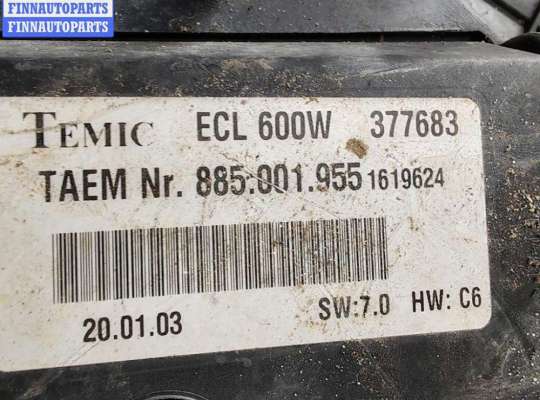 FINNAUTOPARTS
FINNAUTOPARTS
TEMIC ECL 600W 377683
TAEM Nr. 885.001.955 1619624
20.01.03 SW:7.0 HW: C6